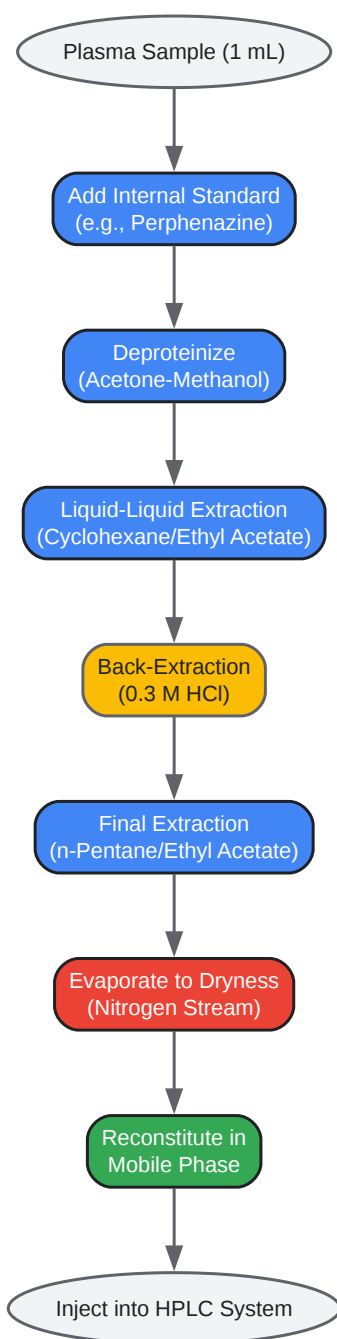 Plasma Sample (1 mL)
Add Internal Standard
(e.g., Perphenazine)
Deproteinize
(Acetone-Methanol)
Liquid-Liquid Extraction
(Cyclohexane/Ethyl Acetate)
Back-Extraction
(0.3 M HCl)
Final Extraction
(n-Pentane/Ethyl Acetate)
Evaporate to Dryness
(Nitrogen Stream)
Reconstitute in
Mobile Phase
Inject into HPLC System